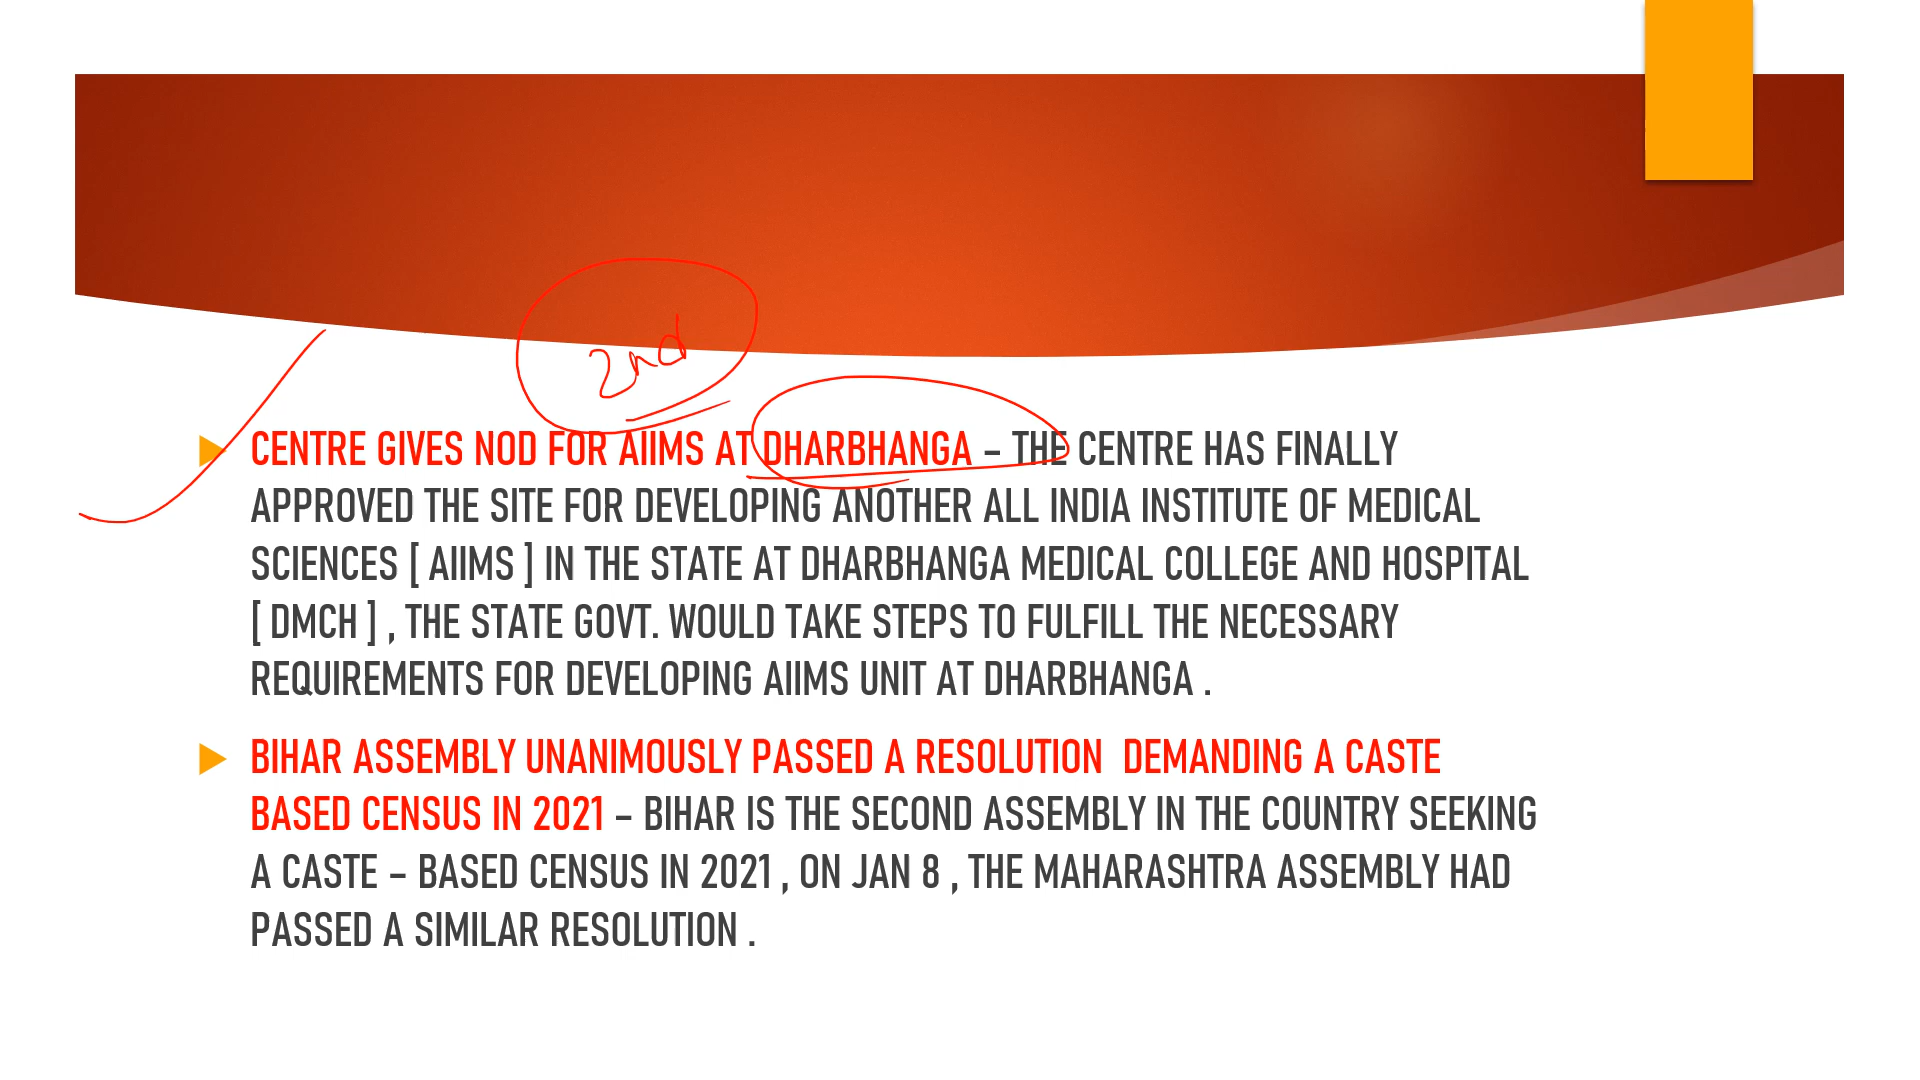 2nd
CENTRE GIVES NOD FOR AIIMS AT DHARBHANGA – THE CENTRE HAS FINALLY
APPROVED THE SITE FOR DEVELOPING ANOTHER ALL INDIA INSTITUTE OF MEDICAL
SCIENCES [ AIIMS ] IN THE STATE AT DHARBHANGA MEDICAL COLLEGE AND HOSPITAL
[ DMCH ] , THE STATE GOVT. WOULD TAKE STEPS TO FULFILL THE NECESSARY
REQUIREMENTS FOR DEVELOPING AIIMS UNIT AT DHARBHANGA .
BIHAR ASSEMBLY UNANIMOUSLY PASSED A RESOLUTION  DEMANDING A CASTE
BASED CENSUS IN 2021 – BIHAR IS THE SECOND ASSEMBLY IN THE COUNTRY SEEKING
A CASTE – BASED CENSUS IN 2021 , ON JAN 8 , THE MAHARASHTRA ASSEMBLY HAD
PASSED A SIMILAR RESOLUTION .